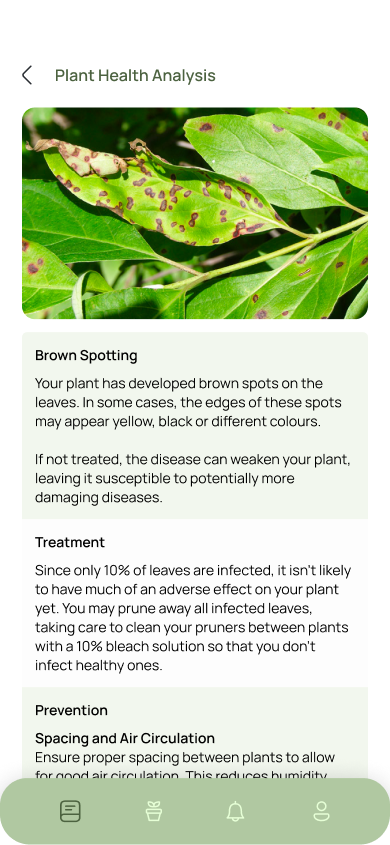 Plant Health Analysis
Brown Spotting
Your plant has developed brown spots on the
leaves. In some cases, the edges of these spots
may appear yellow, black or different colours.
If not treated, the disease can weaken your plant,
leaving it susceptible to potentially more
damaging diseases.
Treatment
Since only 10% of leaves are infected, it isn't likely
to have much of an adverse effect on your plant
yet. You may prune away all infected leaves,
taking care to clean your pruners between plants
with a 10% bleach solution so that you don't
infect healthy ones.
Prevention
Spacing and Air Circulation
Ensure proper spacing between plants to allow
for good air circulation. This reduces humidity